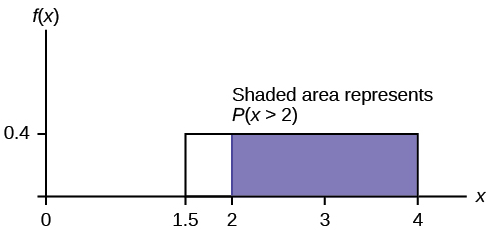 f(x)
Shaded area represents
P(x > 2)
0.4
x
0 1.5 2 3 4